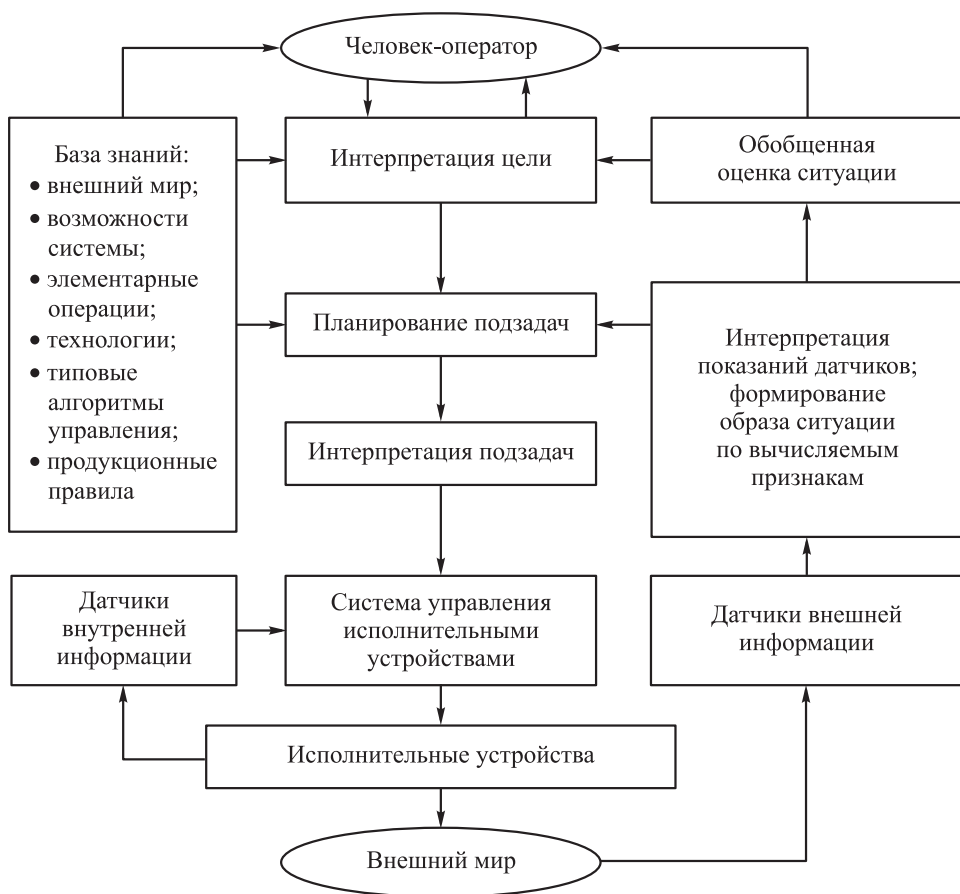 Человек-оператор
База знаний:
• внешний мир;
• возможности
системы;
• элементарные
операции;
• технологии;
• типовые
алгоритмы
управления;
• продукционные
правила
Интерпретация цели
Обобщенная
оценка ситуации
Планирование подзадач
Интерпретация
показаний датчиков;
формирование
образа ситуации
по вычисляемым
признакам
Интерпретация подзадач
Датчики
внутренней
информации
Система управления
исполнительными
устройствами
Датчики внешней
информации
Исполнительные устройства
Внешний мир